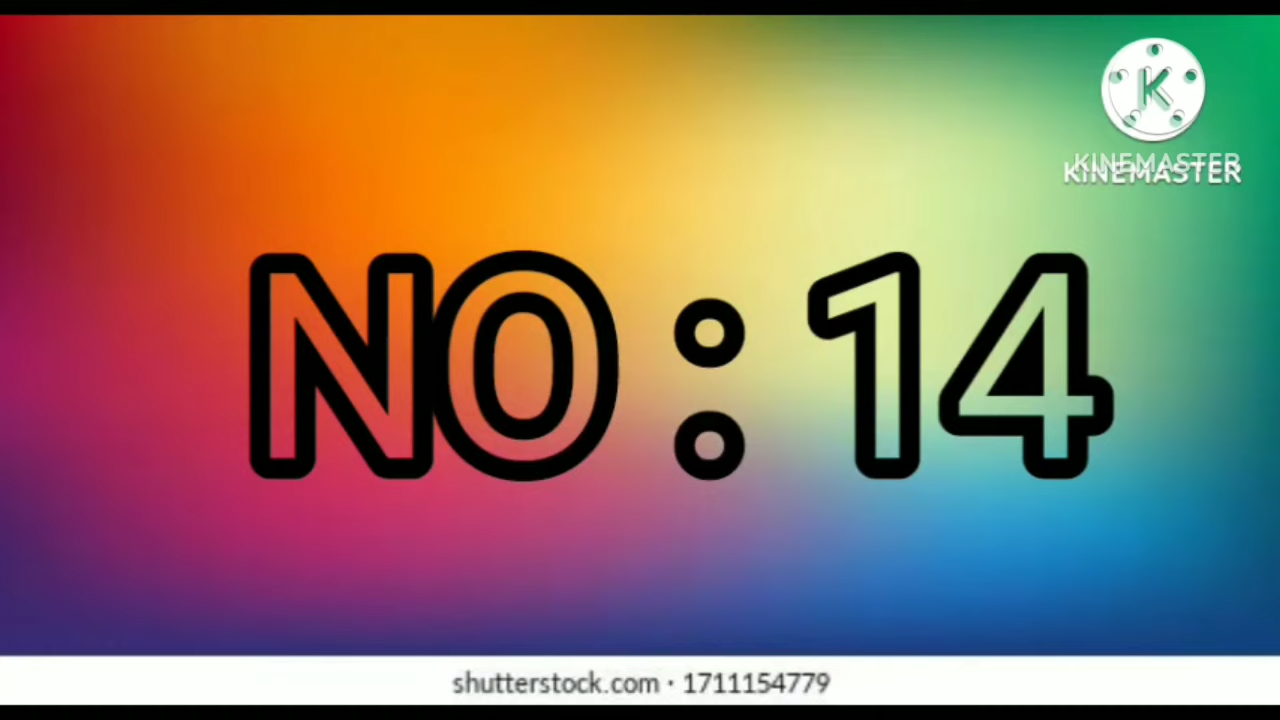 K
KINEMASTER
KINEMASTER
NO : 14
shutterstock.com · 1711154779